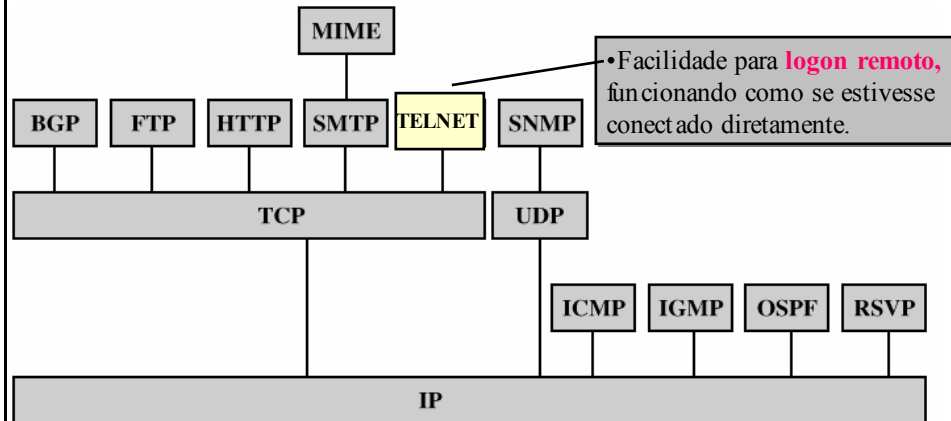 MIME
•Facilidade para logon remoto,
funcionando como se estivesse
conectado diretamente.
BGP FTP HTTP SMTP TELNET SNMP
TCP UDP
ICMP IGMP OSPF RSVP
IP